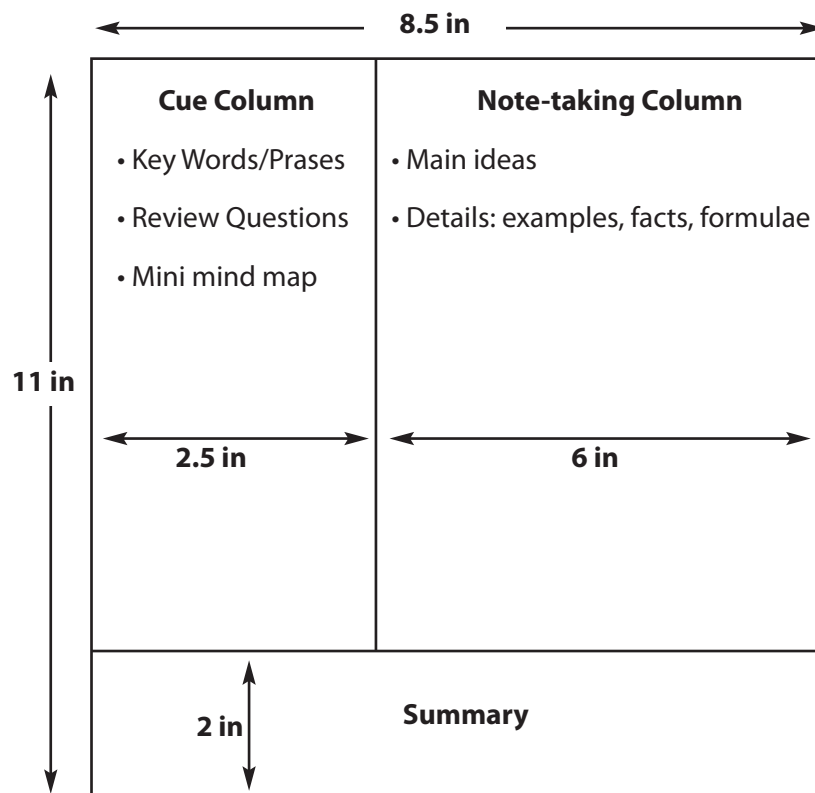 8.5 in
Cue Column
• Key Words/Prases
• Review Questions
• Mini mind map
Note-taking Column
• Main ideas
• Details: examples, facts, formulae
11 in
2.5 in
6 in
2 in
Summary